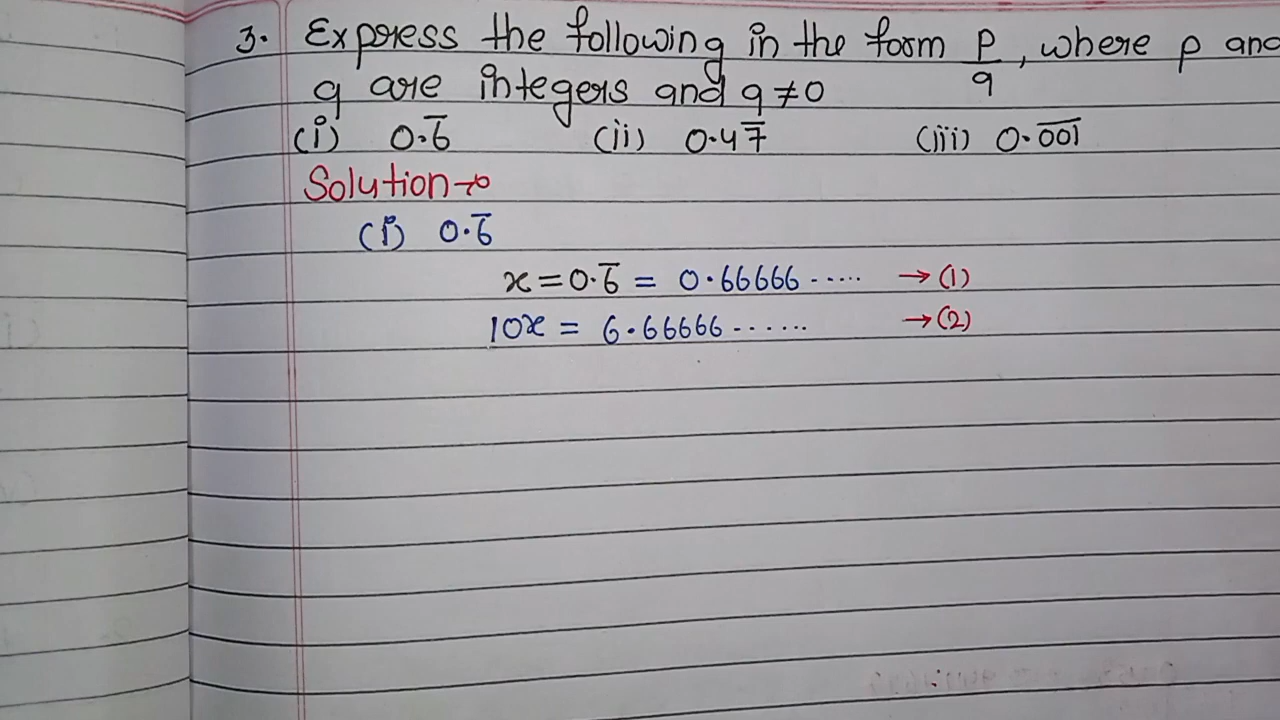 3. Express the following in the form p/q, where p and
q are integers and q ≠ 0
(i) 0.6̅ (ii) 0.47̅ (iii) 0.0̅0̅1̅
Solution →
(i) 0.6̅
x = 0.6̅ = 0.66666 ..... → (1)
10x = 6.66666 ...... → (2)